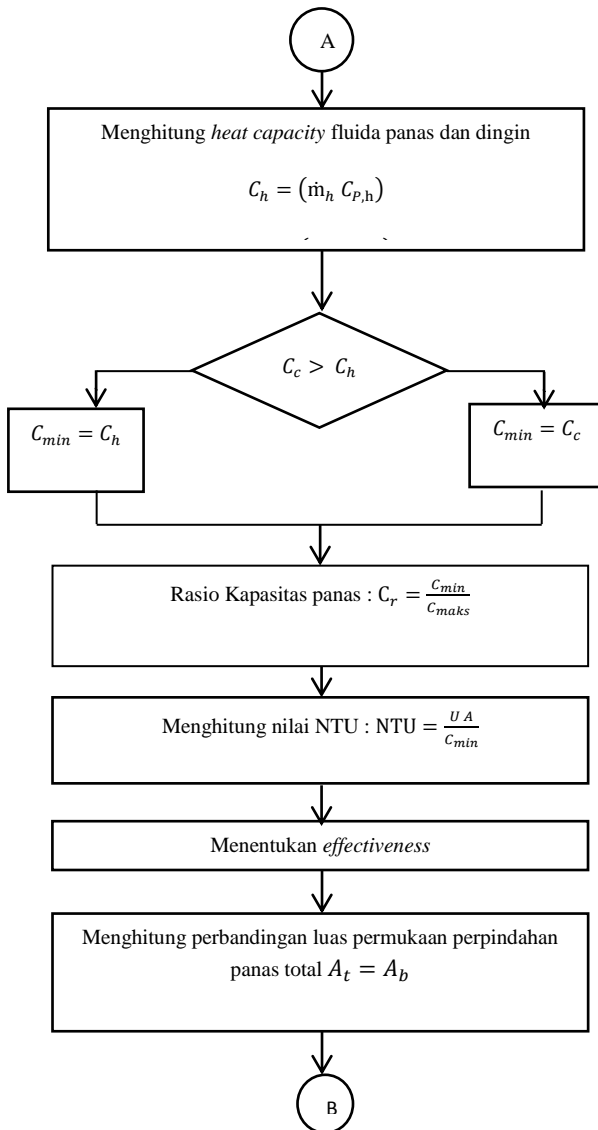 A
Menghitung heat capacity fluida panas dan dingin
C_h = (ṁ_h C_{P,h})
C_c > C_h
C_min = C_h
C_min = C_c
Rasio Kapasitas panas : C_r = C_min / C_maks
Menghitung nilai NTU : NTU = U A / C_min
Menentukan effectiveness
Menghitung perbandingan luas permukaan perpindahan
panas total A_t = A_b
B